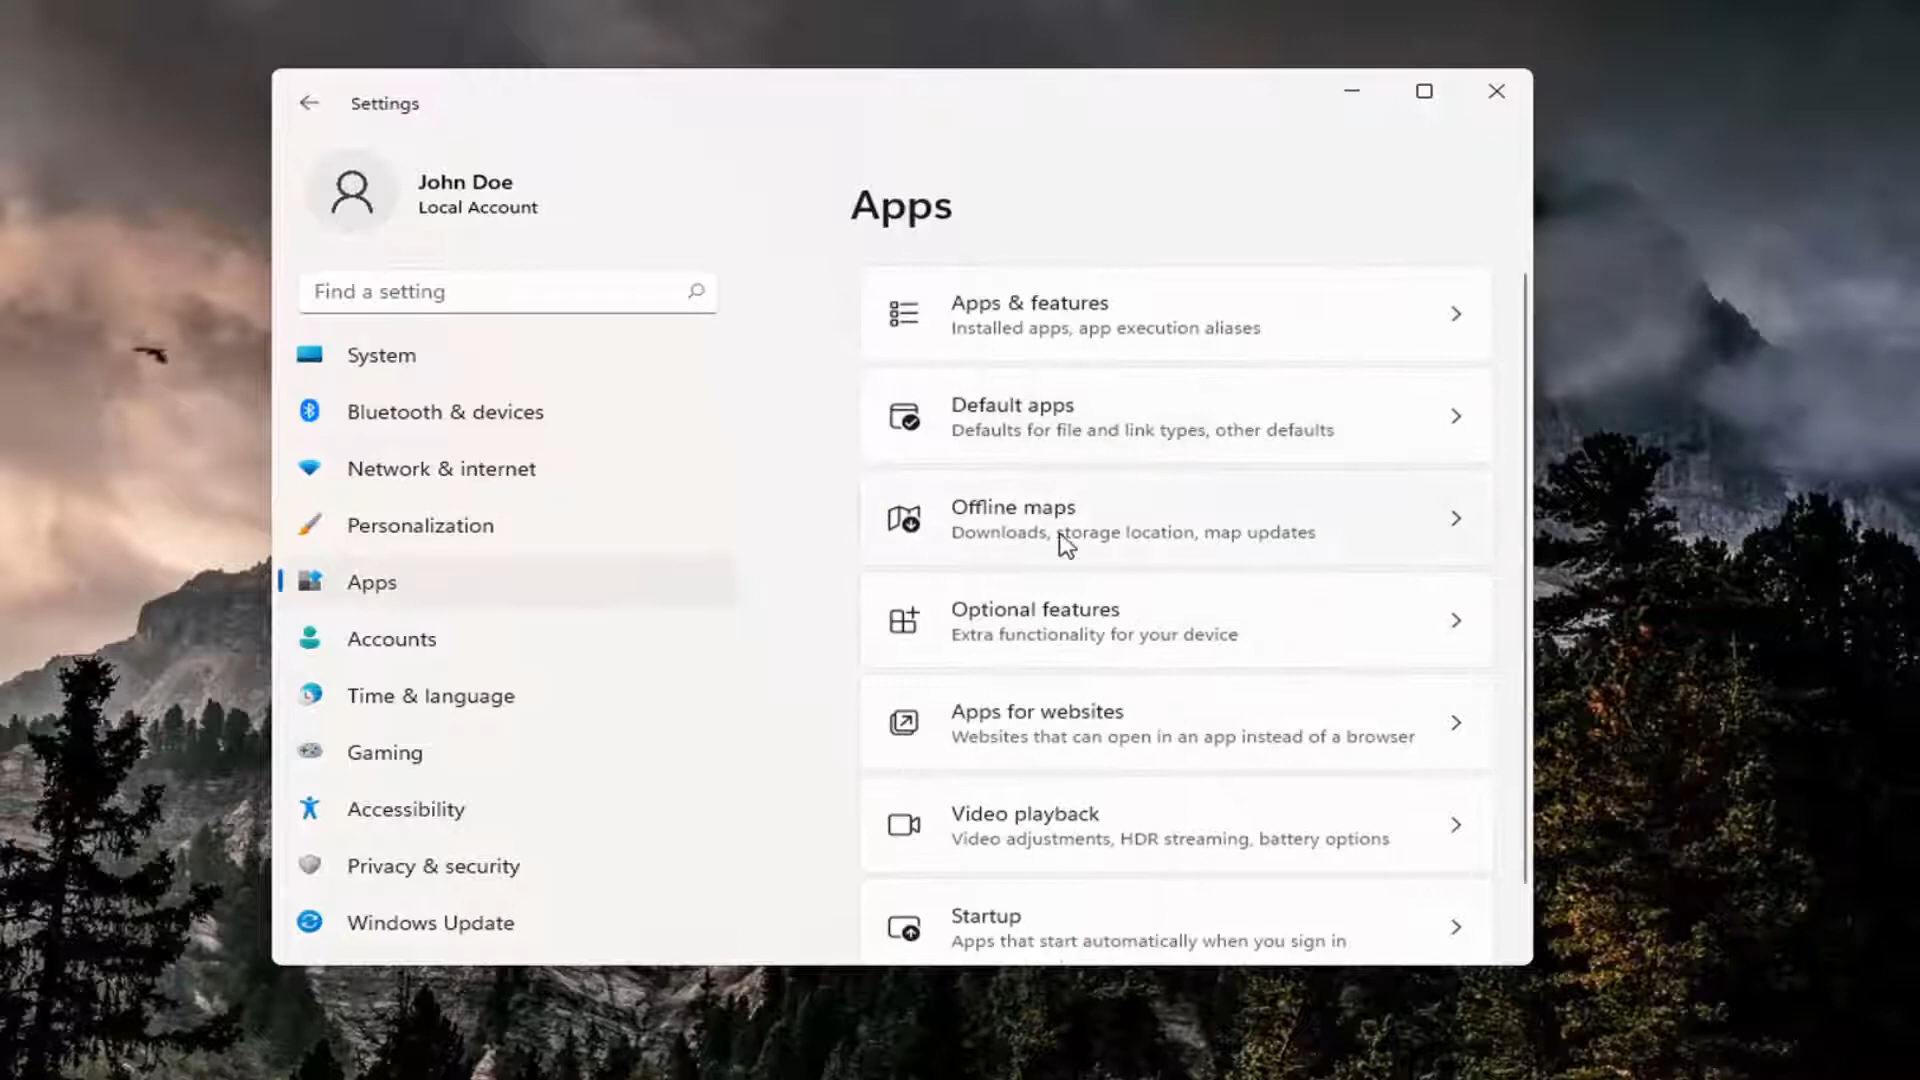 Settings
John Doe
Local Account
Find a setting
System
Bluetooth & devices
Network & internet
Personalization
Apps
Accounts
Time & language
Gaming
Accessibility
Privacy & security
Windows Update
Apps
Apps & features
Installed apps, app execution aliases
Default apps
Defaults for file and link types, other defaults
Offline maps
Downloads, storage location, map updates
Optional features
Extra functionality for your device
Apps for websites
Websites that can open in an app instead of a browser
Video playback
Video adjustments, HDR streaming, battery options
Startup
Apps that start automatically when you sign in